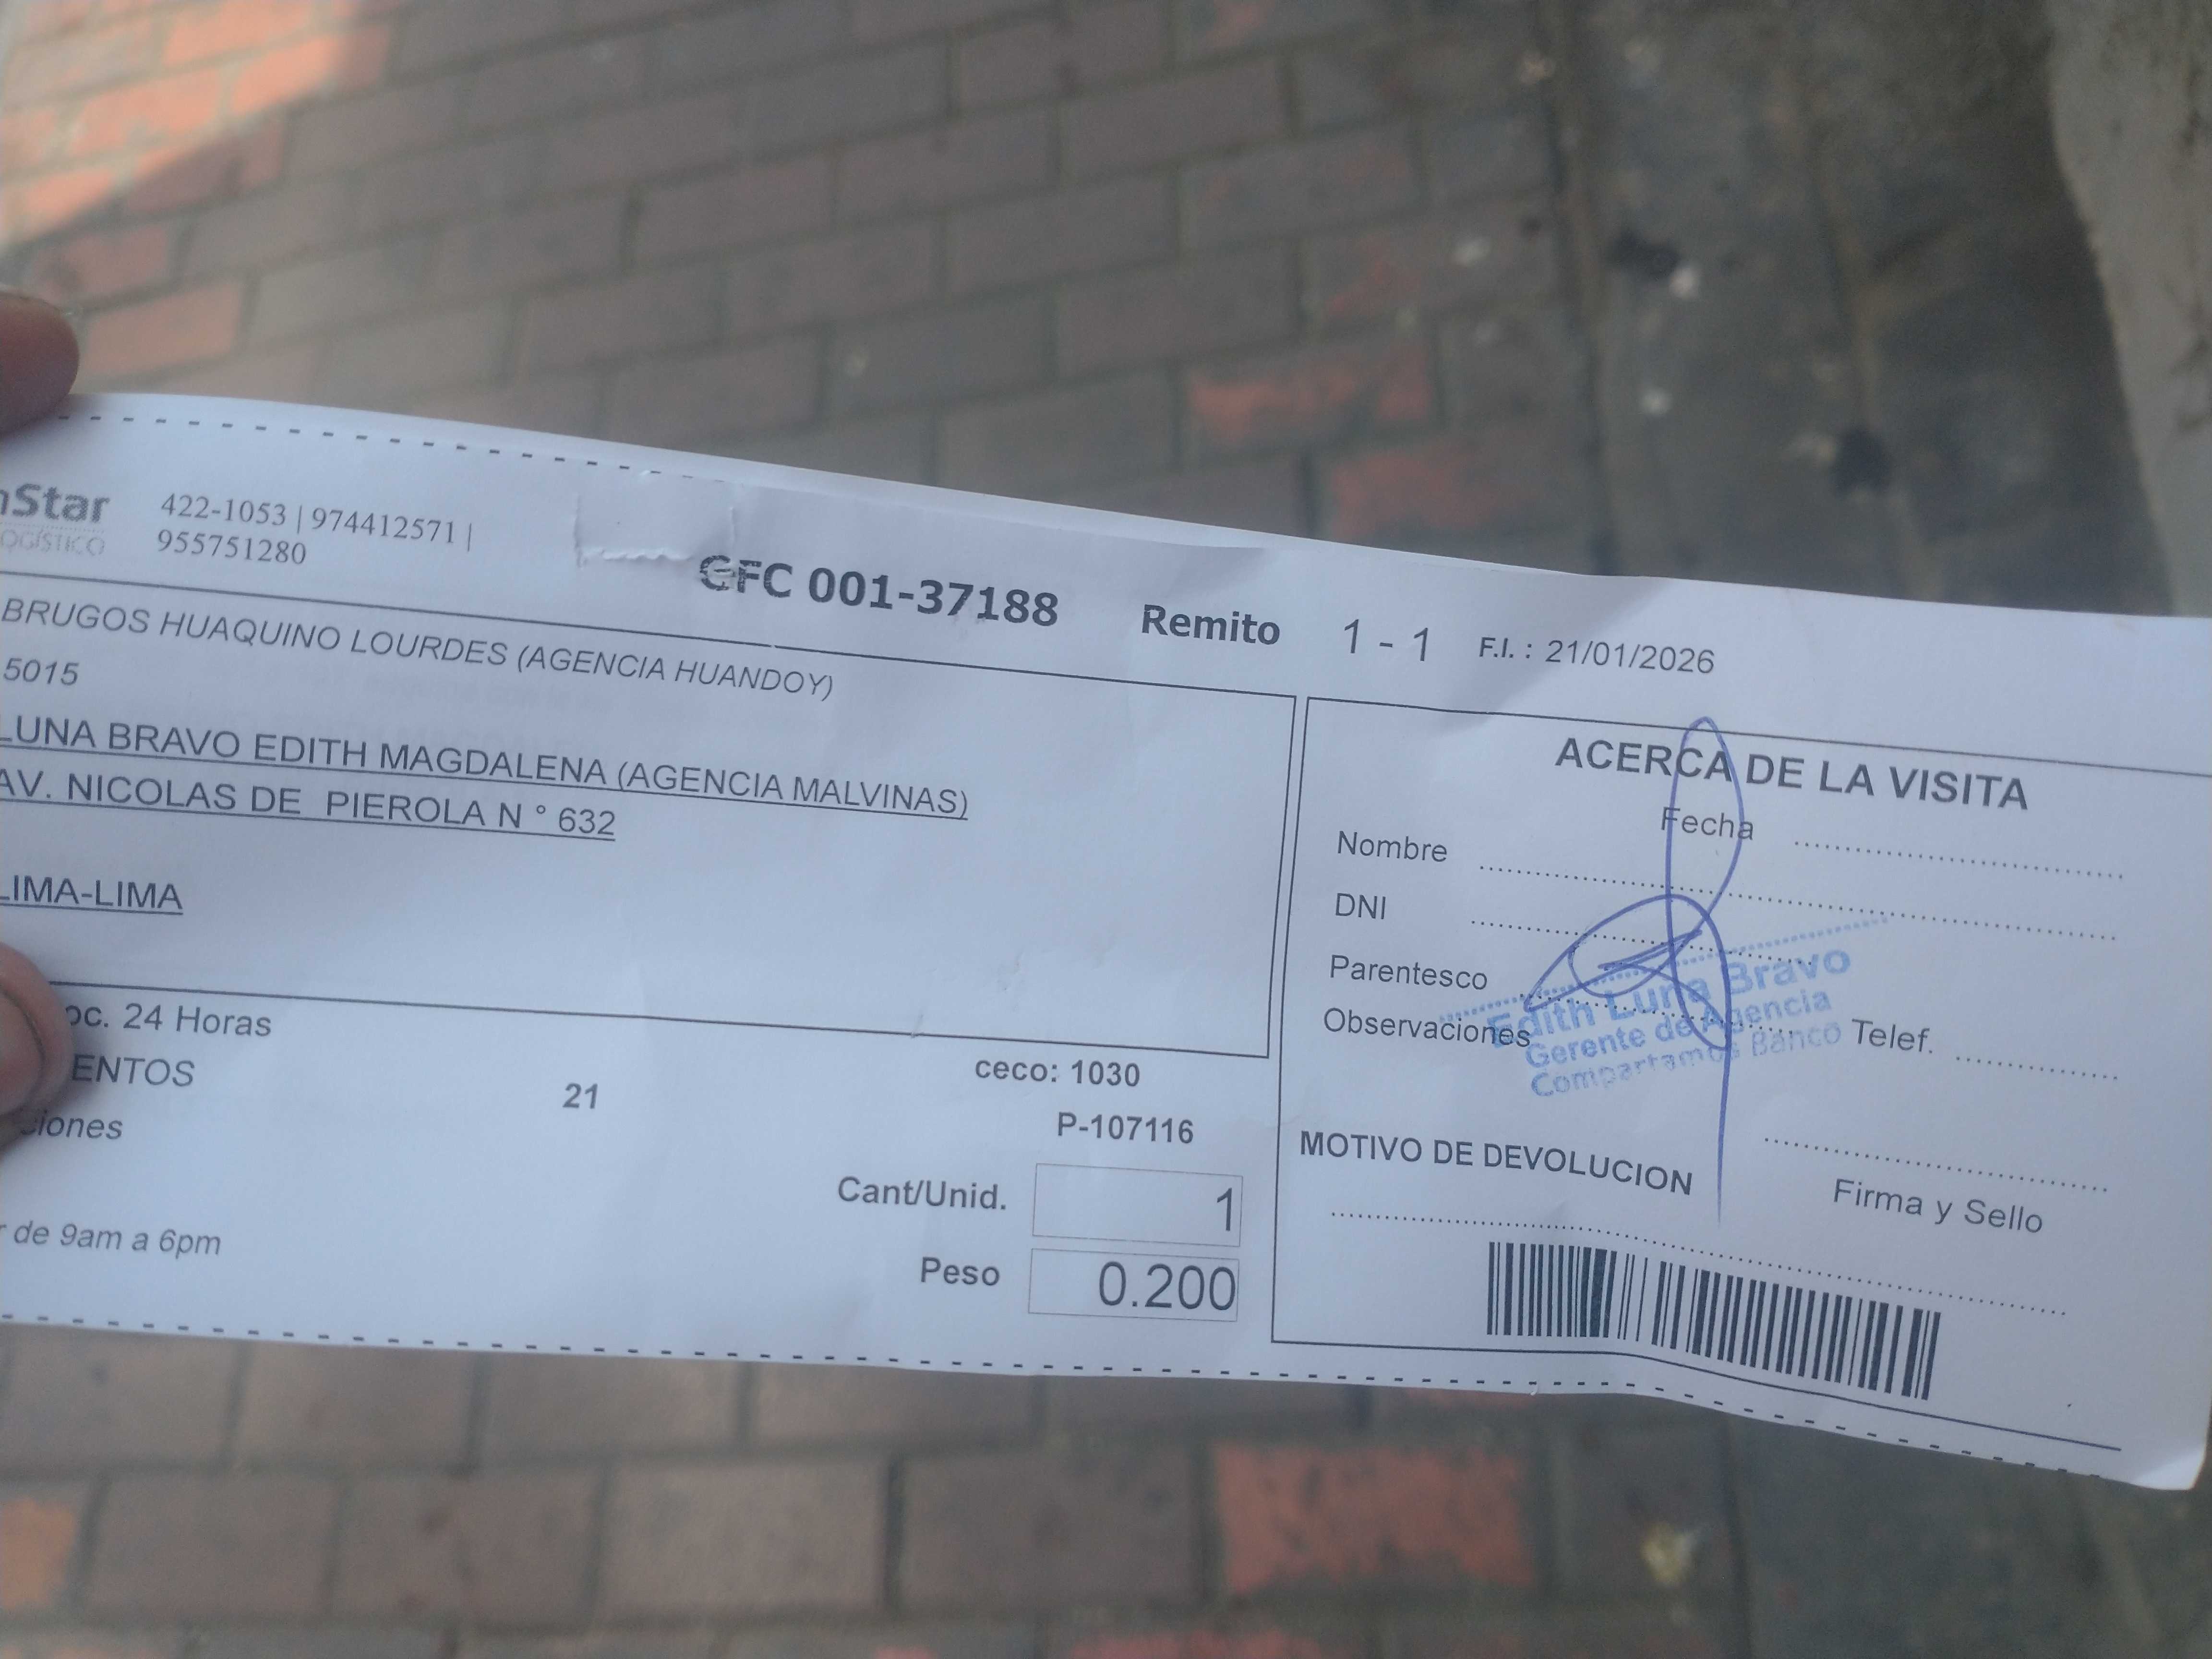 nStar
OGÍSTICO
422-1053 | 974412571 |
955751280
CFC 001-37188 Remito 1 - 1 F.I. : 21/01/2026
BRUGOS HUAQUINO LOURDES (AGENCIA HUANDOY)
5015
LUNA BRAVO EDITH MAGDALENA (AGENCIA MALVINAS)
AV. NICOLAS DE PIEROLA N ° 632
LIMA-LIMA
oc. 24 Horas
ENTOS
21
ceco: 1030
ciones
P-107116
Cant/Unid. 1
r de 9am a 6pm
Peso 0.200
ACERCA DE LA VISITA
Fecha
Nombre
DNI
Parentesco
Observaciones
Telef.
Edith Luna Bravo
Gerente de Agencia
Compartamos Banco
MOTIVO DE DEVOLUCION
Firma y Sello